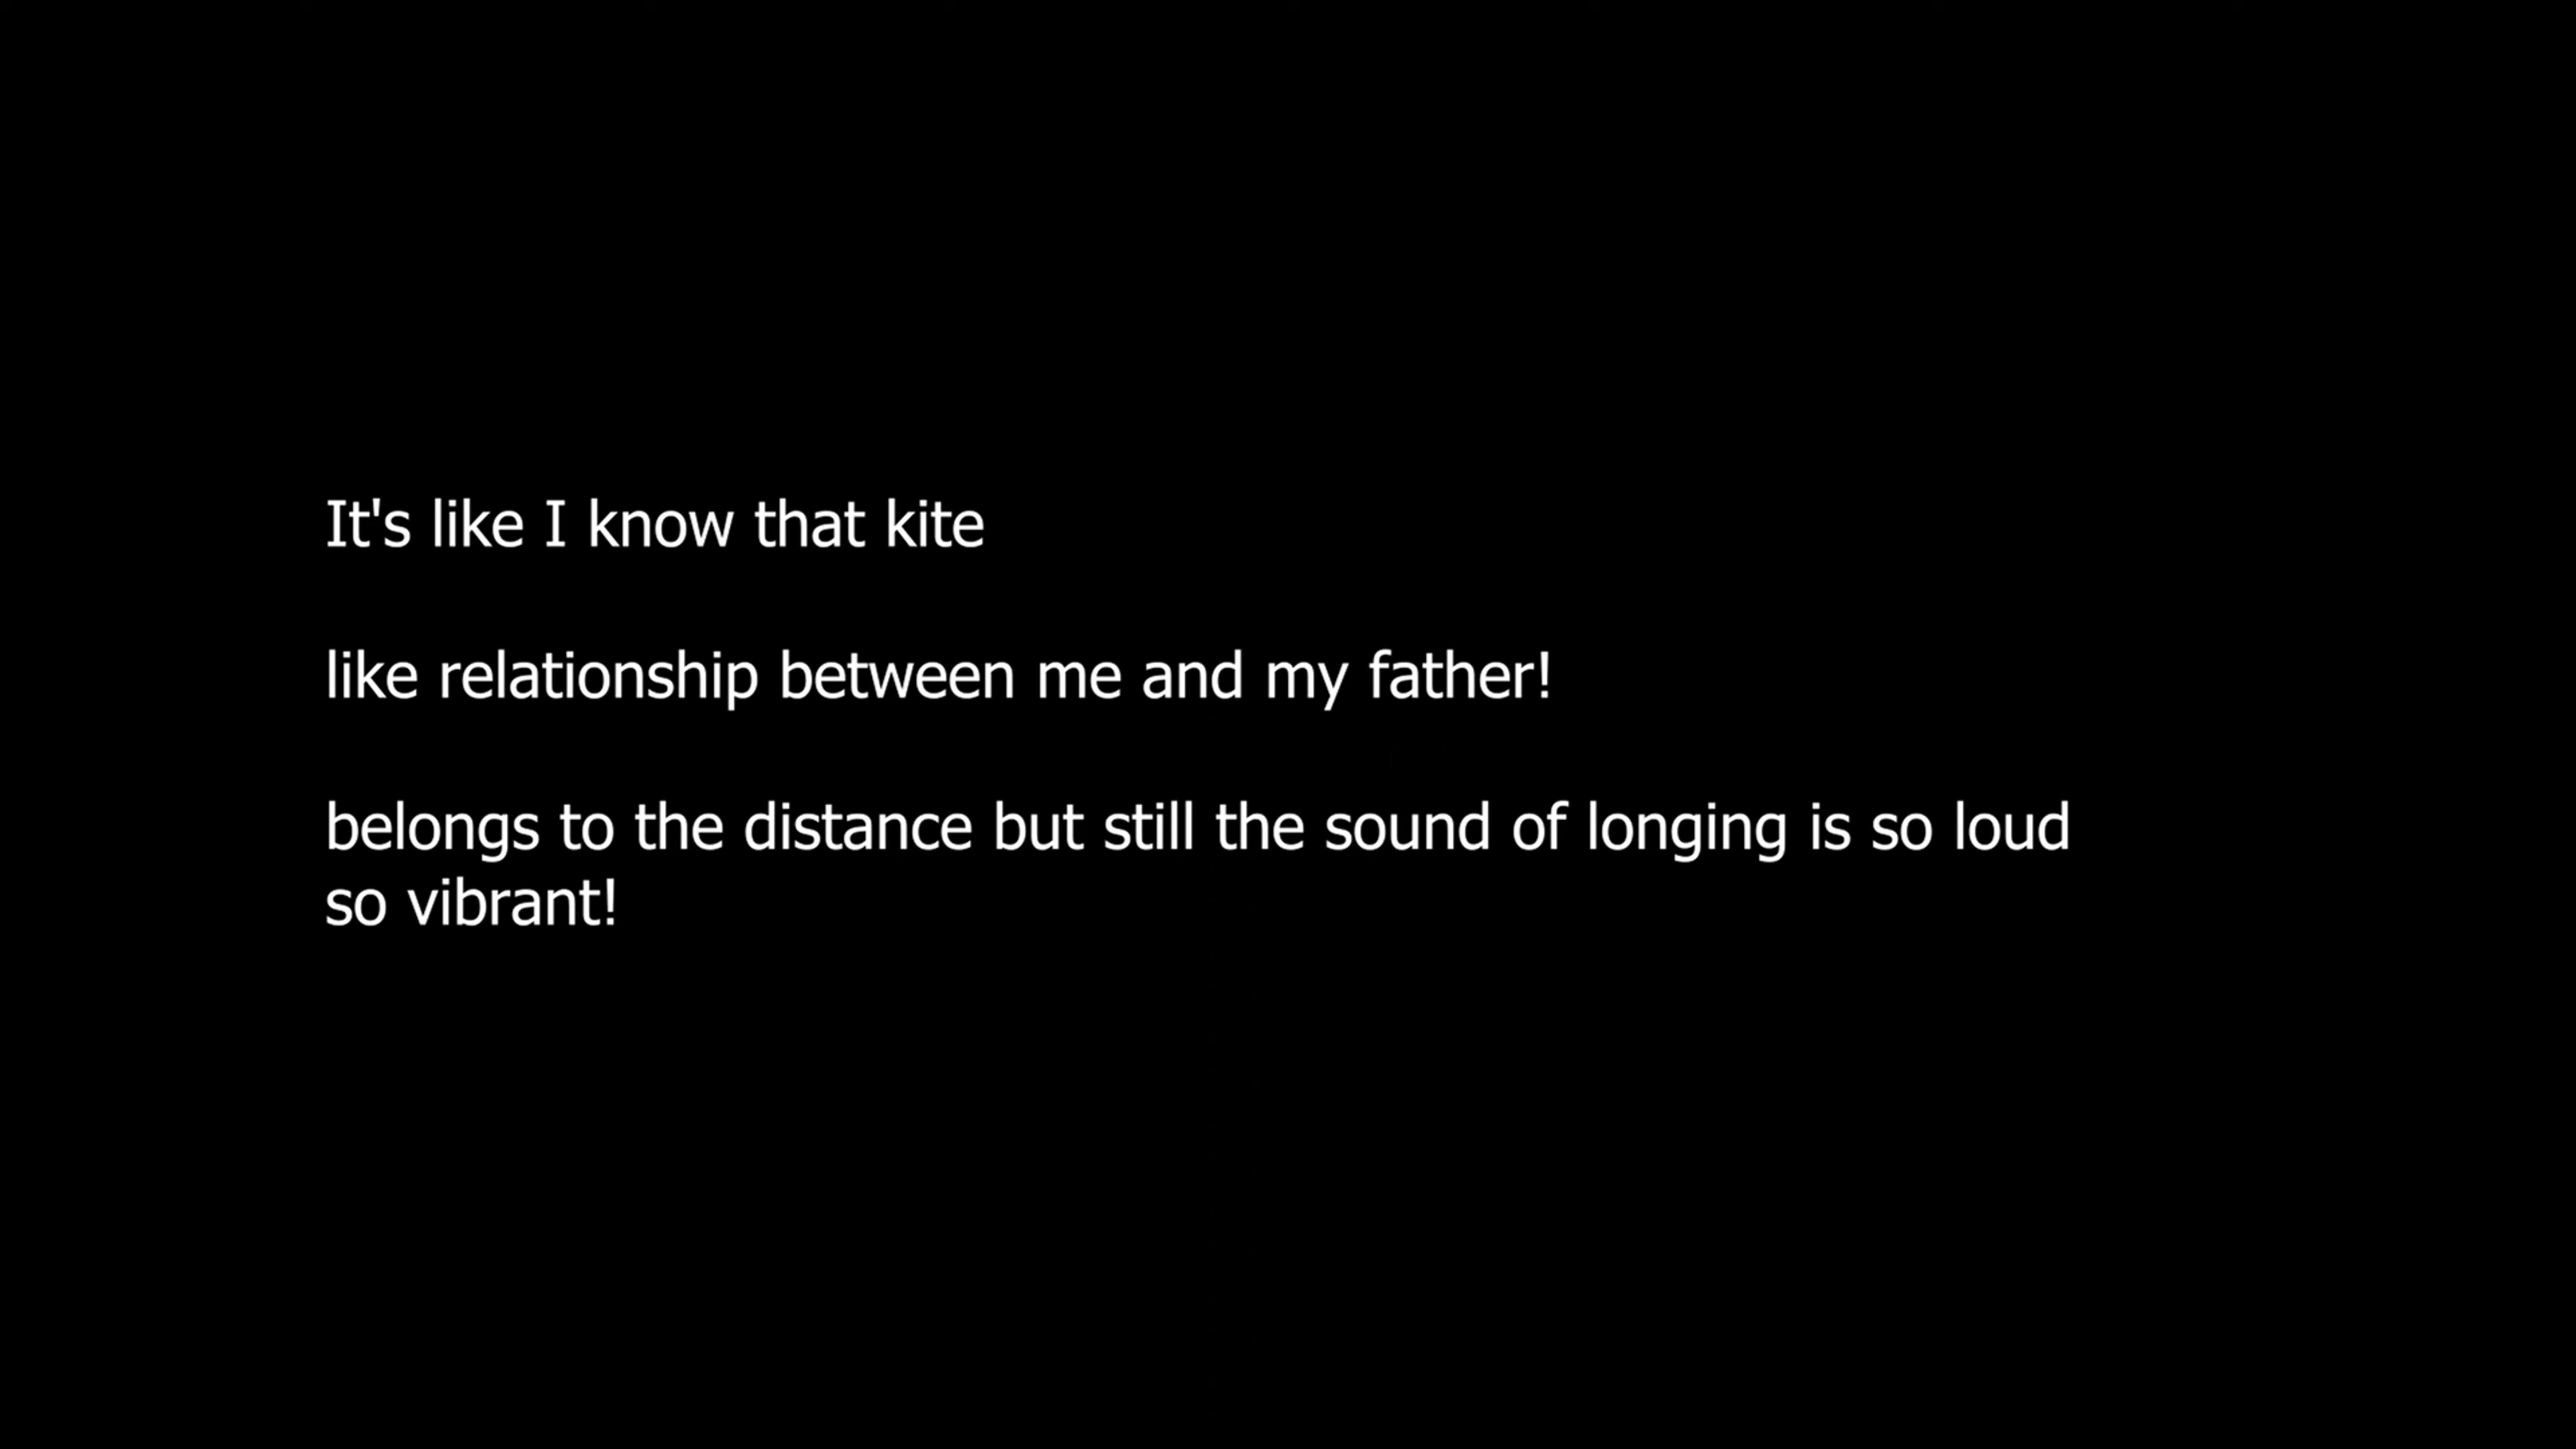 It's like I know that kite
like relationship between me and my father!
belongs to the distance but still the sound of longing is so loud
so vibrant!